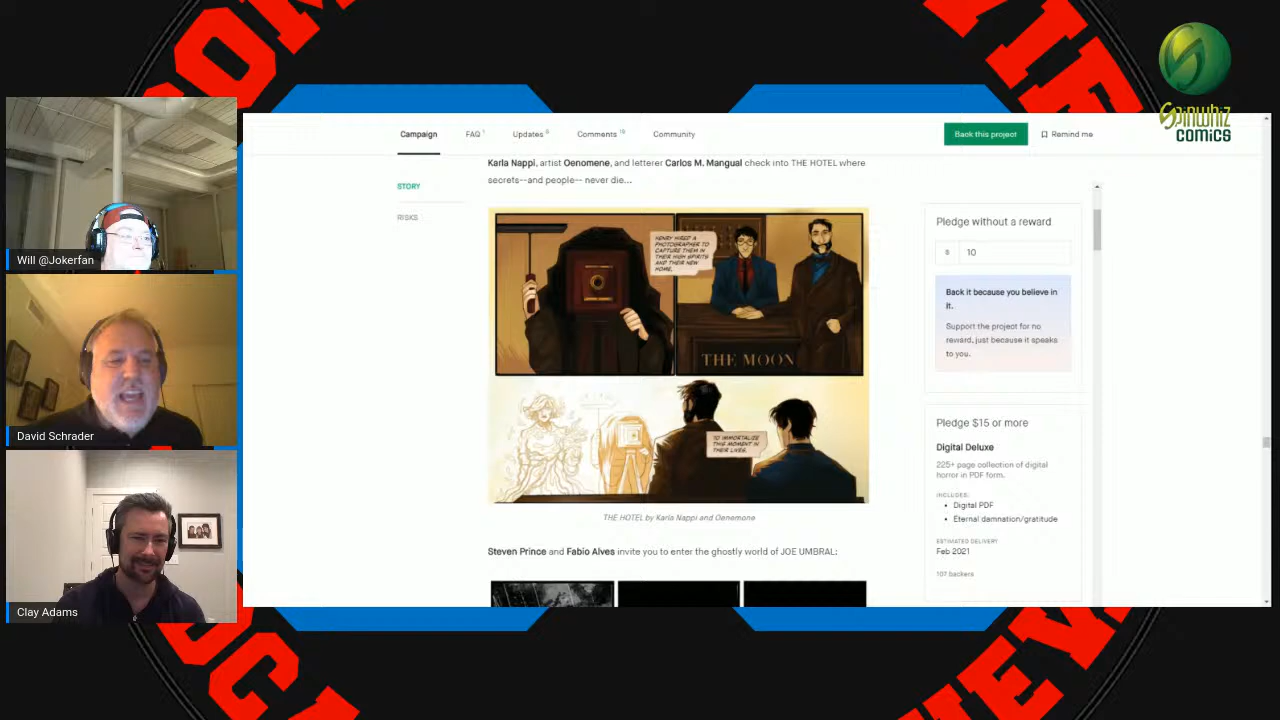 Spinwhiz
COMICS
Will @Jokerfan
David Schrader
Clay Adams
Campaign
FAQ 1
Updates 6
Comments 19
Community
Back this project
Remind me
Karla Nappi, artist Oenomene, and letterer Carlos M. Mangual check into THE HOTEL where
secrets--and people-- never die...
STORY
RISKS
HENRY HIRED A
PHOTOGRAPHER TO
CAPTURE THEM IN
THEIR HIGH SPIRITS
AND THEIR NEW
HOME,
THE MOON
TO IMMORTALIZE
THIS MOMENT IN
THEIR LIVES.
THE HOTEL by Karla Nappi and Oenemone
Steven Prince and Fabio Alves invite you to enter the ghostly world of JOE UMBRAL:
Pledge without a reward
$ 10
Back it because you believe in
it.
Support the project for no
reward, just because it speaks
to you.
Pledge $15 or more
Digital Deluxe
225+ page collection of digital
horror in PDF form.
INCLUDES:
• Digital PDF
• Eternal damnation/gratitude
ESTIMATED DELIVERY
Feb 2021
107 backers